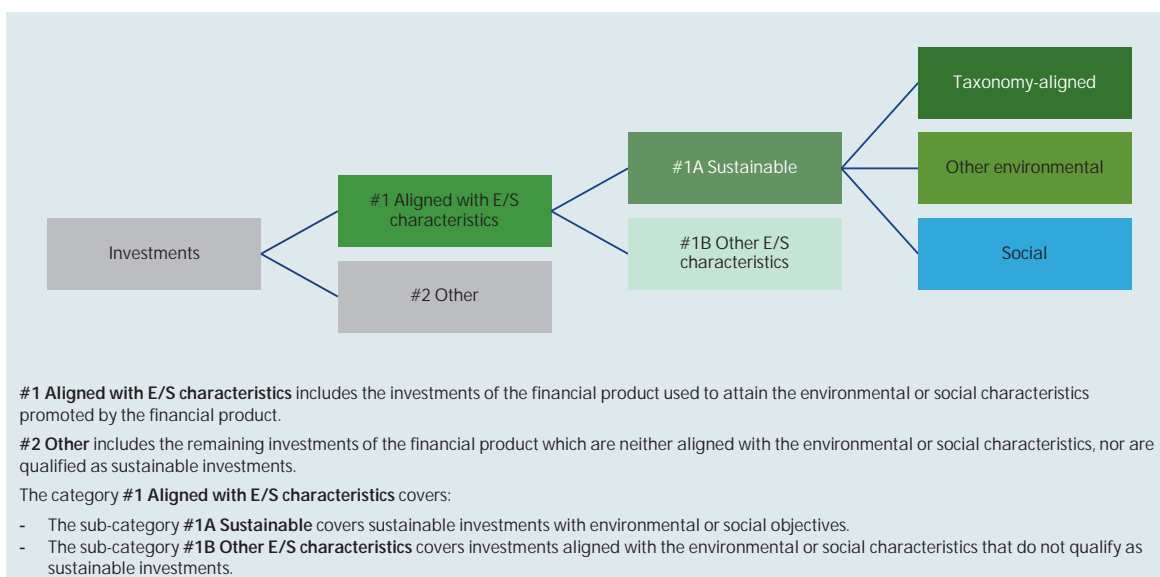 Taxonomy-aligned
#1A Sustainable
Other environmental
#1 Aligned with E/S
characteristics
#1B Other E/S
characteristics
Investments
Social
#2 Other
#1 Aligned with E/S characteristics includes the investments of the financial product used to attain the environmental or social characteristics
promoted by the financial product.
#2 Other includes the remaining investments of the financial product which are neither aligned with the environmental or social characteristics, nor are
qualified as sustainable investments.
The category #1 Aligned with E/S characteristics covers:
- The sub-category #1A Sustainable covers sustainable investments with environmental or social objectives.
- The sub-category #1B Other E/S characteristics covers investments aligned with the environmental or social characteristics that do not qualify as
sustainable investments.